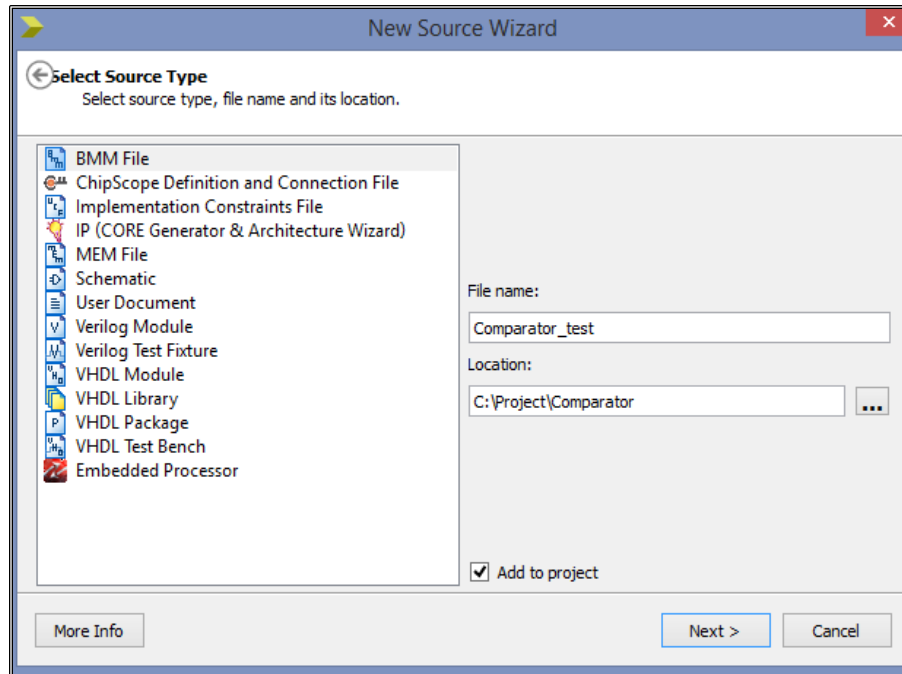 New Source Wizard
Select Source Type
Select source type, file name and its location.
BMM File
ChipScope Definition and Connection File
Implementation Constraints File
IP (CORE Generator & Architecture Wizard)
MEM File
Schematic
User Document
Verilog Module
Verilog Test Fixture
VHDL Module
VHDL Library
VHDL Package
VHDL Test Bench
Embedded Processor
File name:
Comparator_test
Location:
C:\Project\Comparator
...
Add to project
More Info
Next >
Cancel